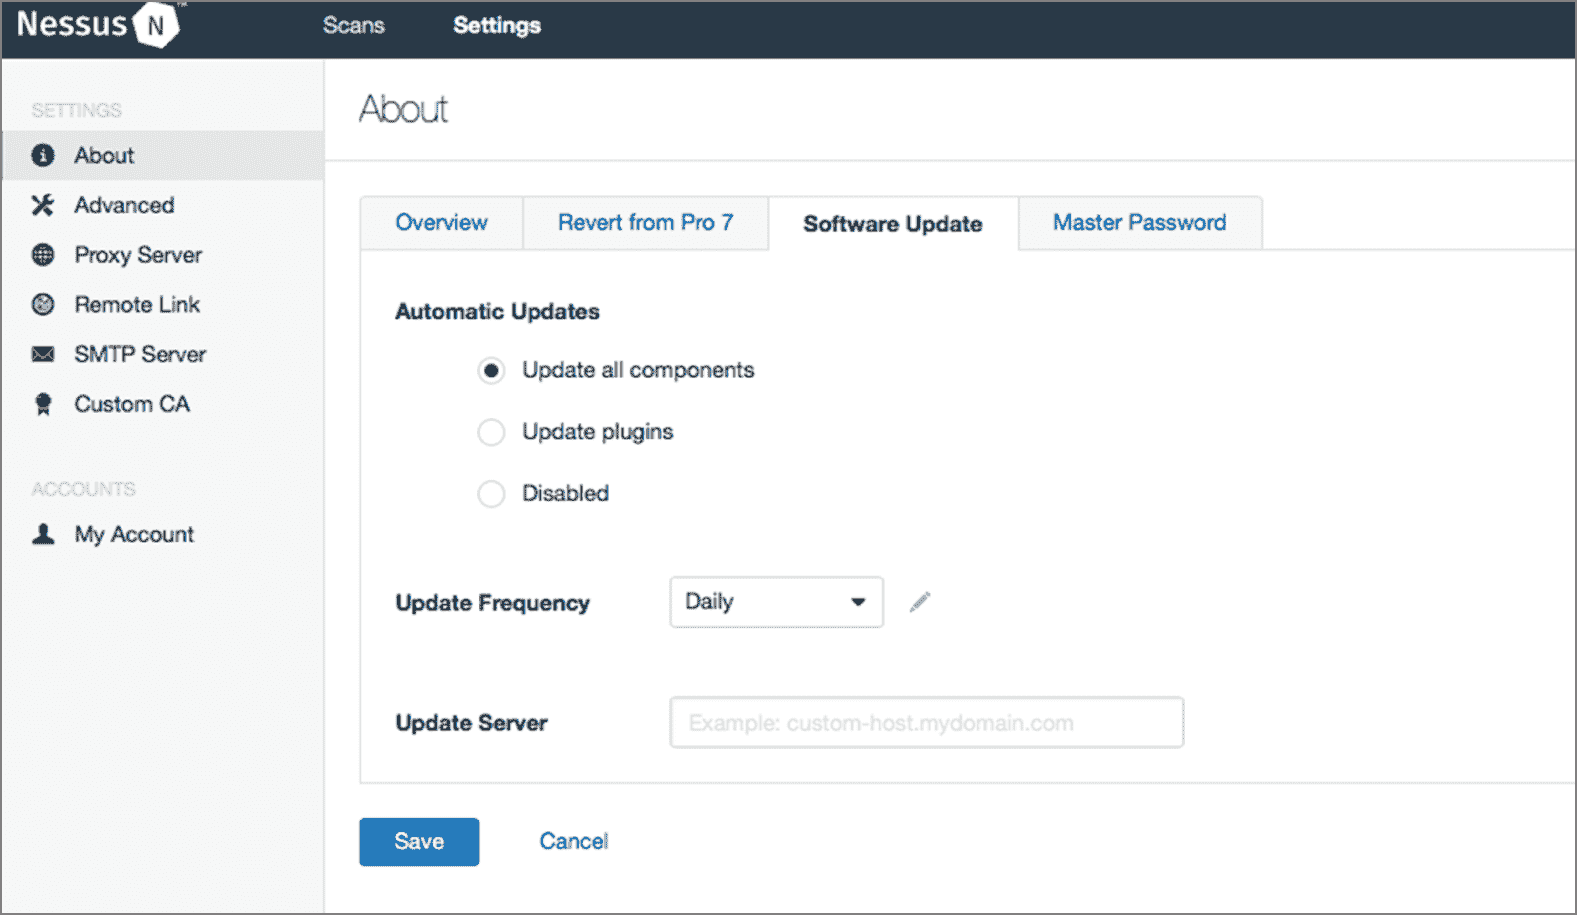 Nessus N ™
Scans
Settings
SETTINGS
About
Advanced
Proxy Server
Remote Link
SMTP Server
Custom CA
ACCOUNTS
My Account
About
Overview
Revert from Pro 7
Software Update
Master Password
Automatic Updates
Update all components
Update plugins
Disabled
Update Frequency
Daily
Update Server
Example: custom-host.mydomain.com
Save
Cancel